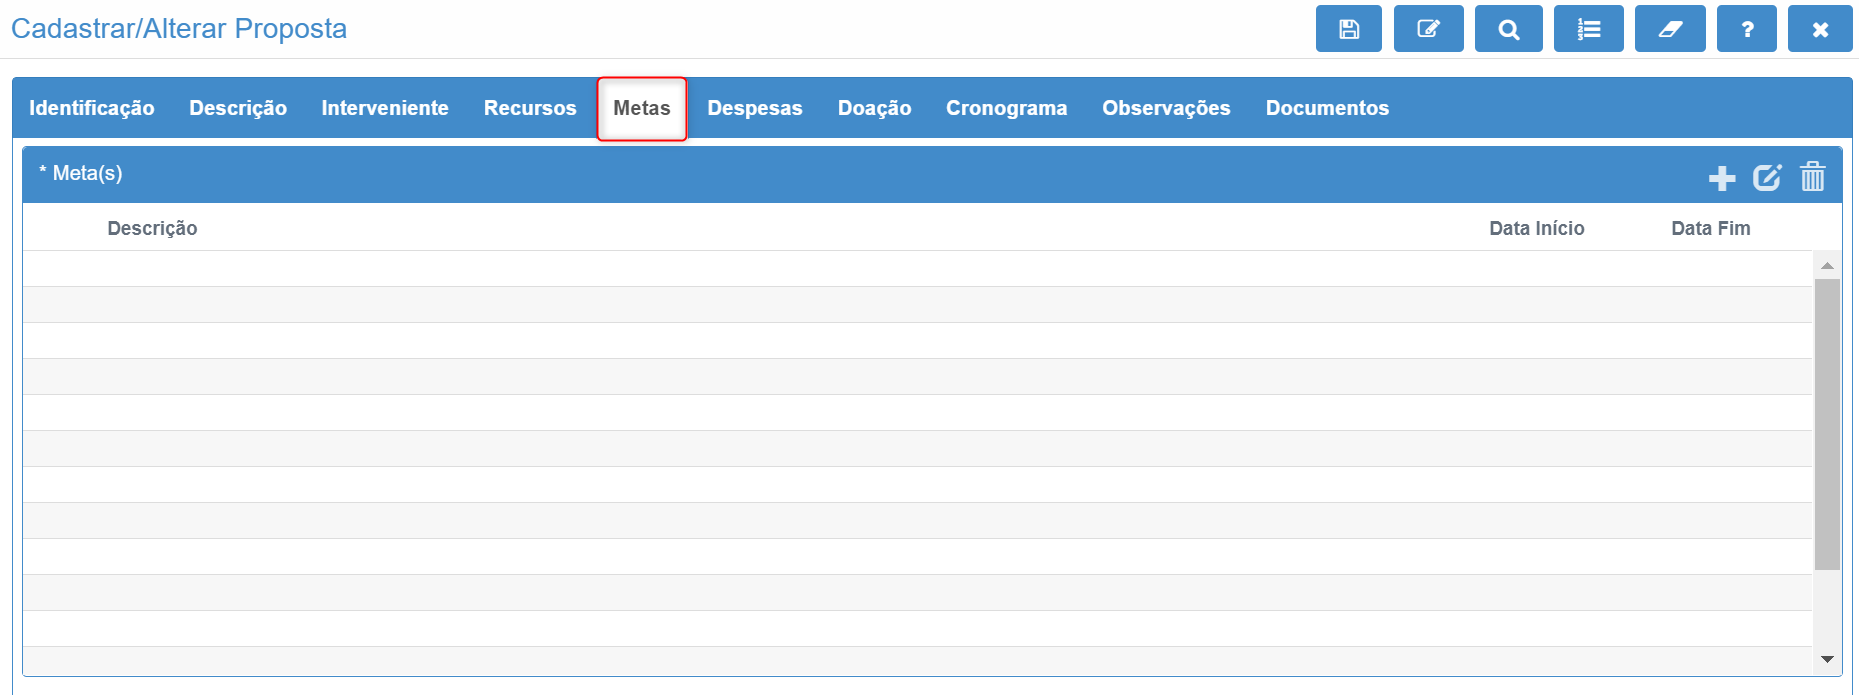 Cadastrar/Alterar Proposta
Identificação Descrição Interveniente Recursos Metas Despesas Doação Cronograma Observações Documentos
* Meta(s)
Descrição Data Início Data Fim